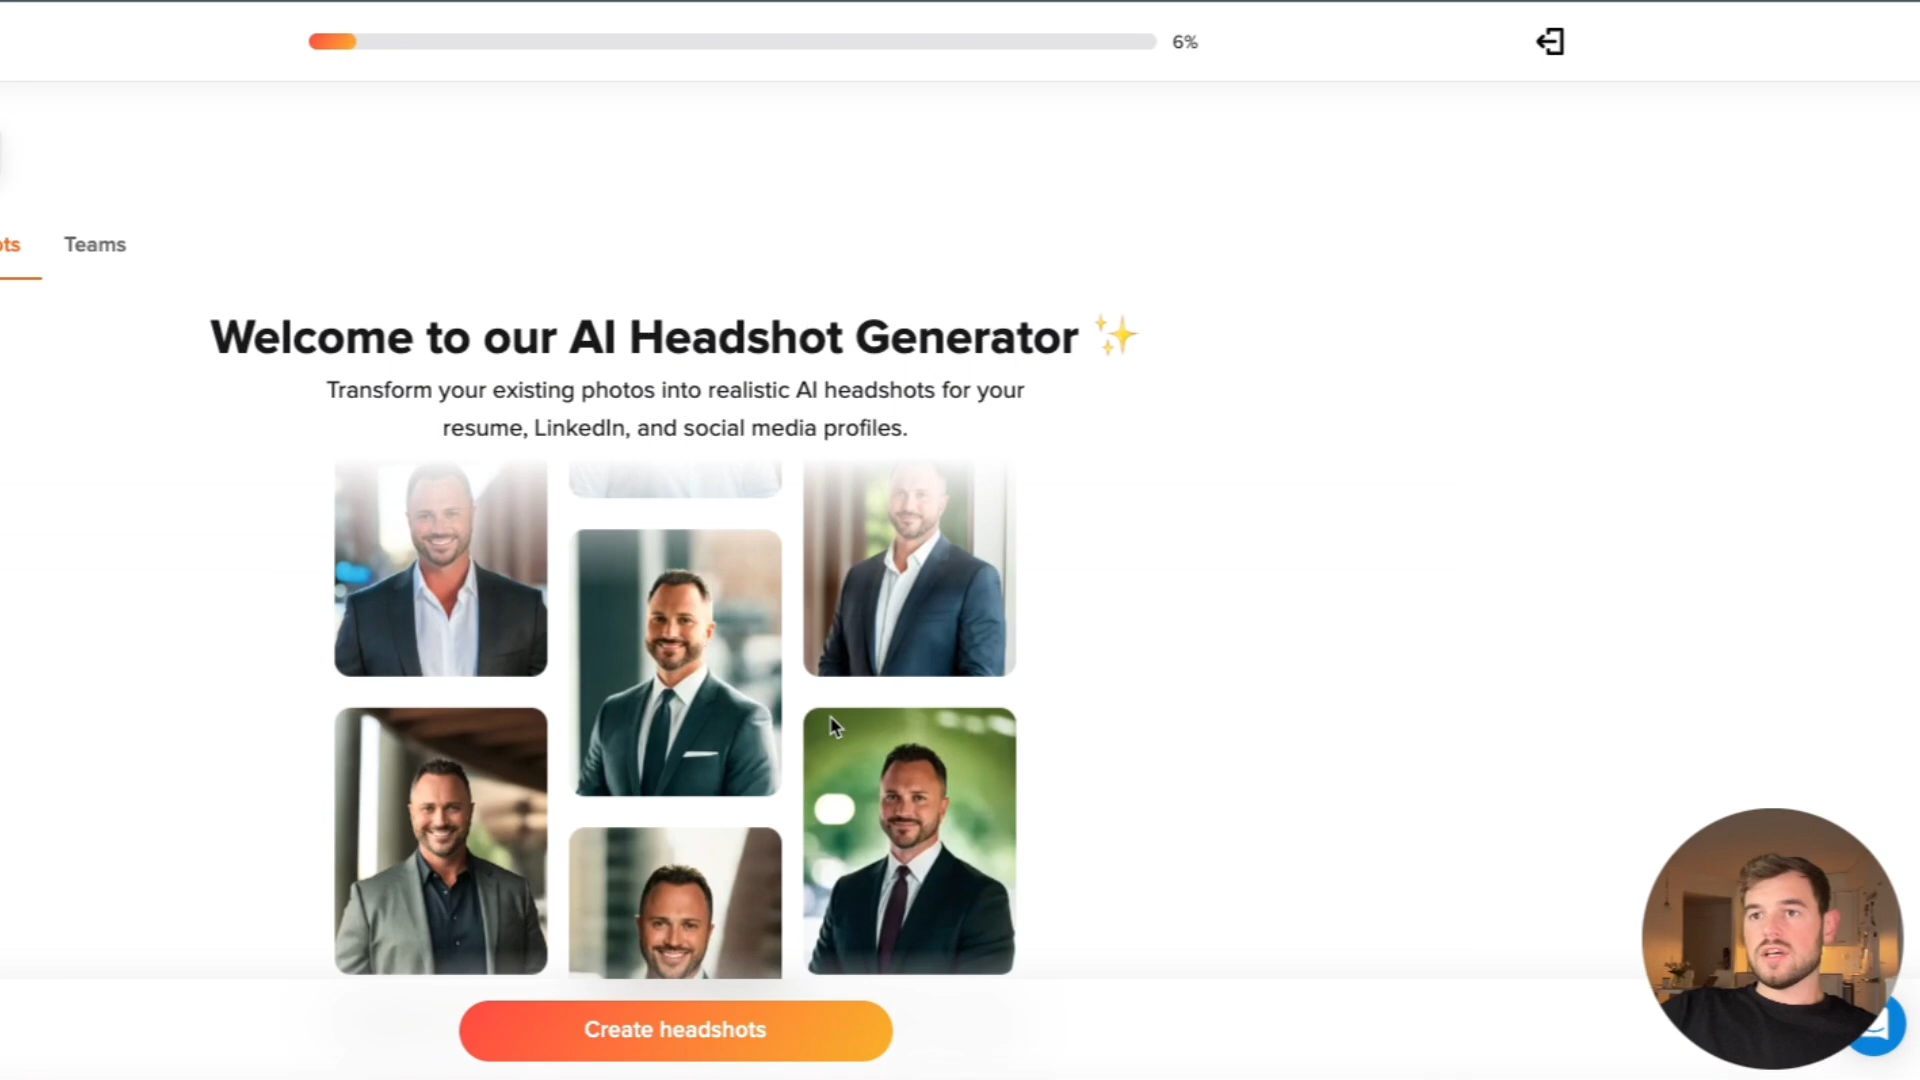 6%
ots
Teams
Welcome to our AI Headshot Generator ✨
Transform your existing photos into realistic AI headshots for your
resume, LinkedIn, and social media profiles.
Create headshots